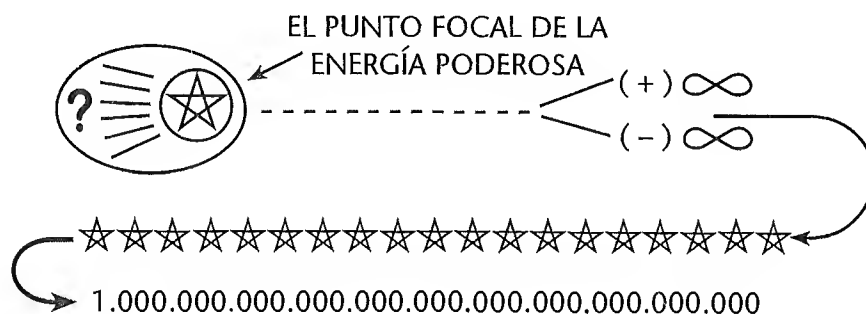 EL PUNTO FOCAL DE LA
ENERGÍA PODEROSA
?
(+) ∞
(-) ∞
1.000.000.000.000.000.000.000.000.000.000.000